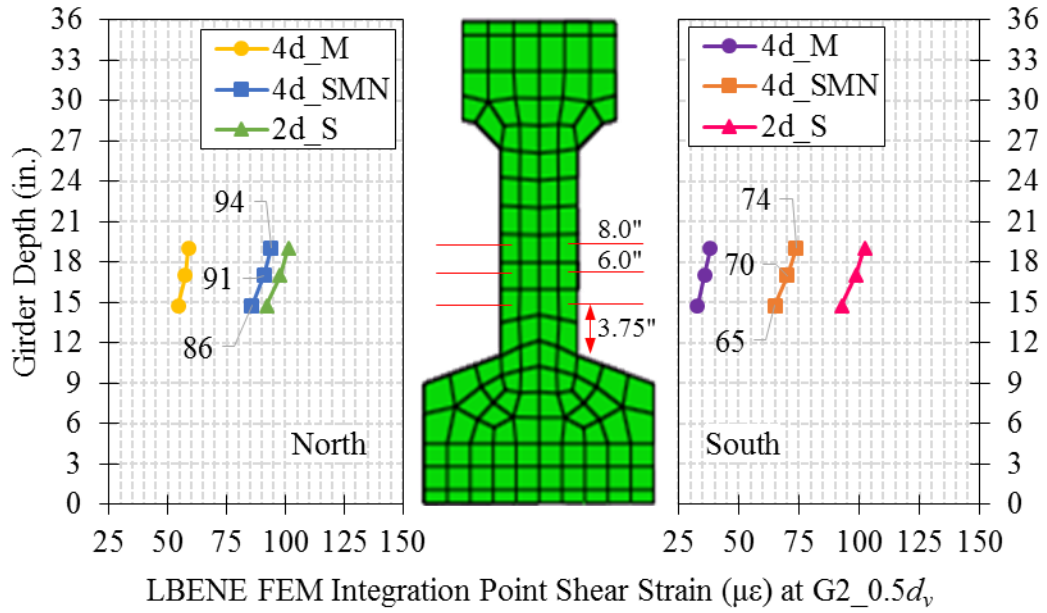 36
33
30
27
24
21
18
15
12
9
6
3
0
Girder Depth (in.)
4d_M
4d_SMN
2d_S
94
91
86
North
25 50 75 100 125 150
8.0"
6.0"
3.75"
4d_M
4d_SMN
2d_S
74
70
65
South
25 50 75 100 125 150
36
33
30
27
24
21
18
15
12
9
6
3
0
LBENE FEM Integration Point Shear Strain (με) at G2_0.5dv